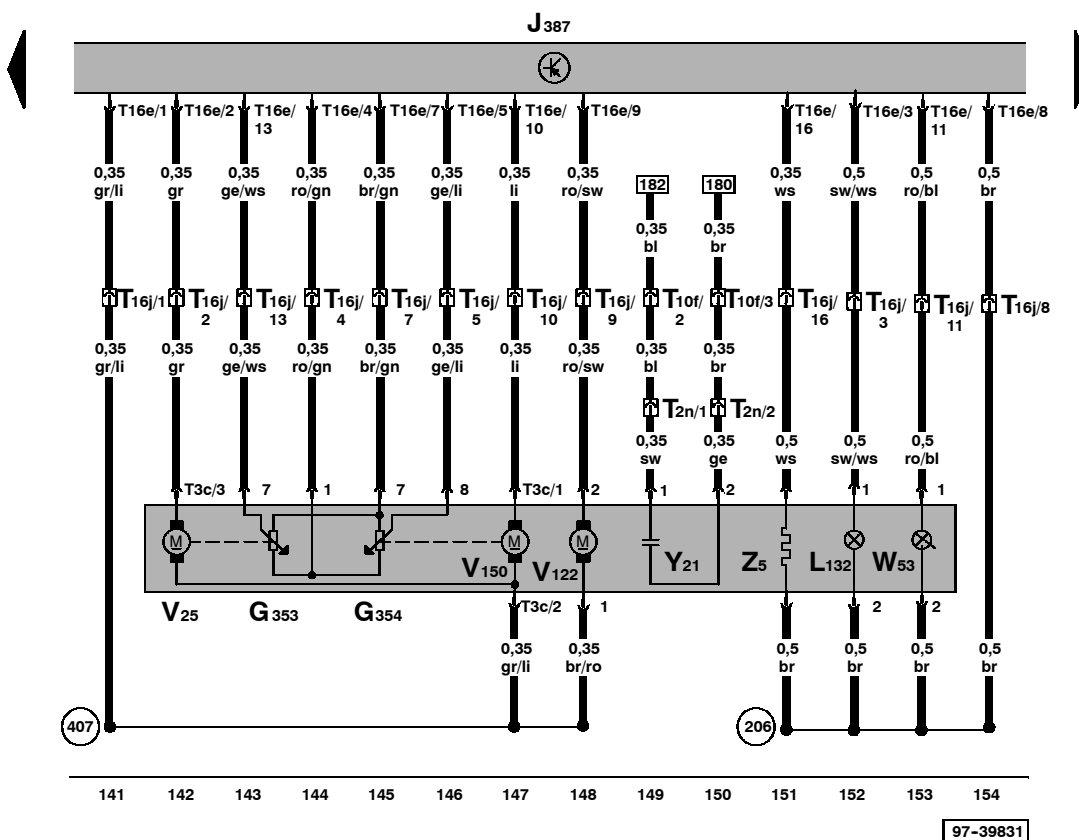 J387
T16e/1 T16e/2 T16e/ T16e/4 T16e/7 T16e/5 T16e/ T16e/9 T16e/ T16e/3 T16e/ T16e/8
13 10 16 11
0,35 0,35 0,35 0,35 0,35 0,35 0,35 0,35 0,35 0,5 0,5 0,5
gr/li gr ge/ws ro/gn br/gn ge/li li ro/sw ws sw/ws ro/bl br
182 180
0,35 0,35
bl br
T16j/1 T16j/ T16j/ T16j/ T16j/ T16j/ T16j/ T16j/ T10f/ T10f/3 T16j/ T16j/ T16j/ T16j/8
2 13 4 7 5 10 9 2 16 3 11
0,35 0,35 0,35 0,35 0,35 0,35 0,35 0,35 0,35 0,35
gr/li gr ge/ws ro/gn br/gn ge/li li ro/sw bl br
T2n/1 T2n/2
0,35 0,35 0,5 0,5 0,5
sw ge ws sw/ws ro/bl
T3c/3 7 1 7 8 T3c/1 2 1 2 1 1
M M M
V150 V122 Y21 Z5 L132 W53
V25 G353 G354 T3c/2 1 2 2
0,35 0,35 0,5 0,5 0,5 0,5
gr/li br/ro br br br br
407 206
141 142 143 144 145 146 147 148 149 150 151 152 153 154
97-39831